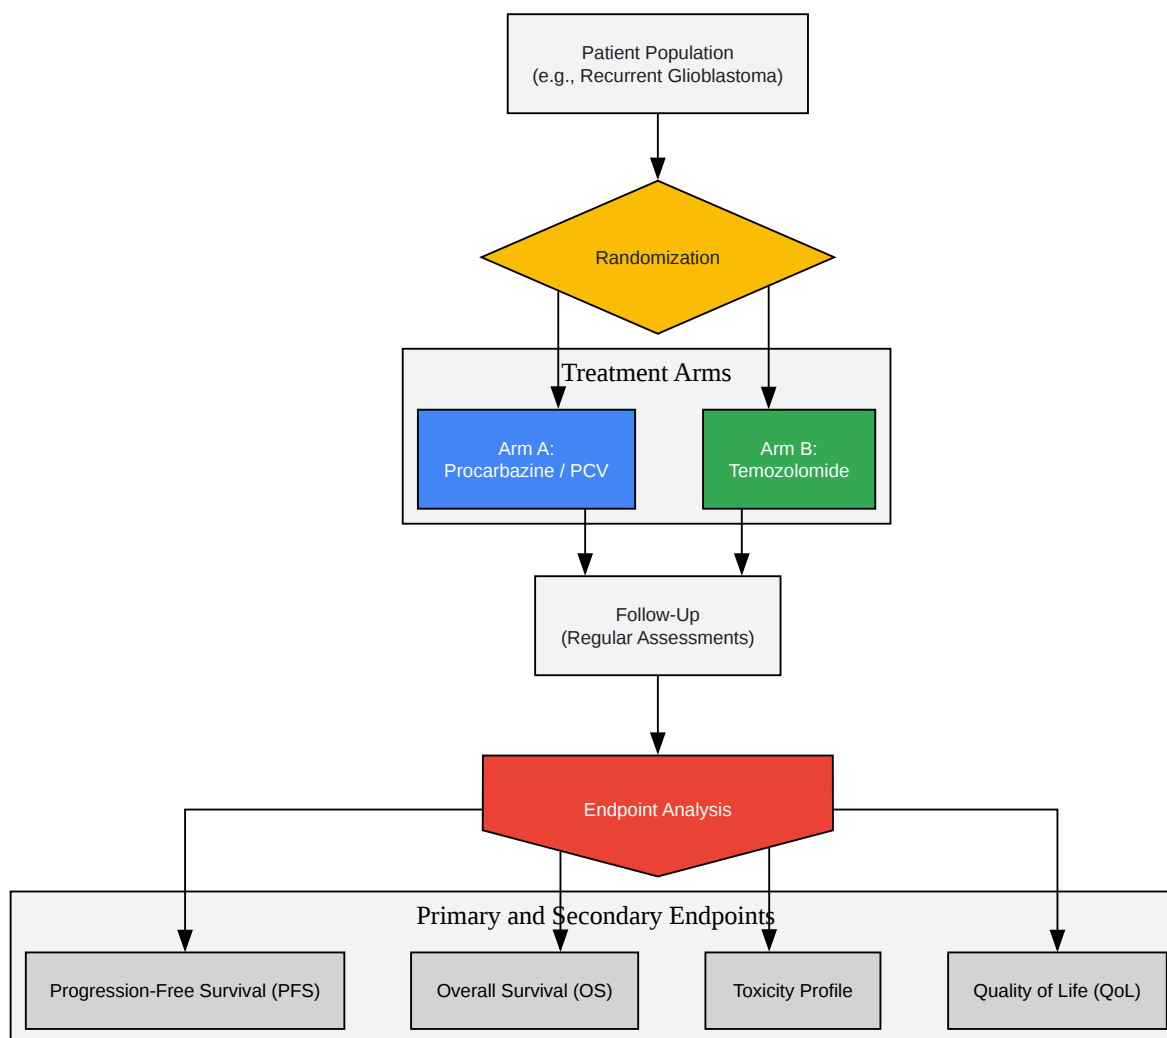 Patient Population
(e.g., Recurrent Glioblastoma)
Randomization
Treatment Arms
Arm A:
Procarbazine / PCV
Arm B:
Temozolomide
Follow-Up
(Regular Assessments)
Endpoint Analysis
Primary and Secondary Endpoints
Progression-Free Survival (PFS)
Overall Survival (OS)
Toxicity Profile
Quality of Life (QoL)